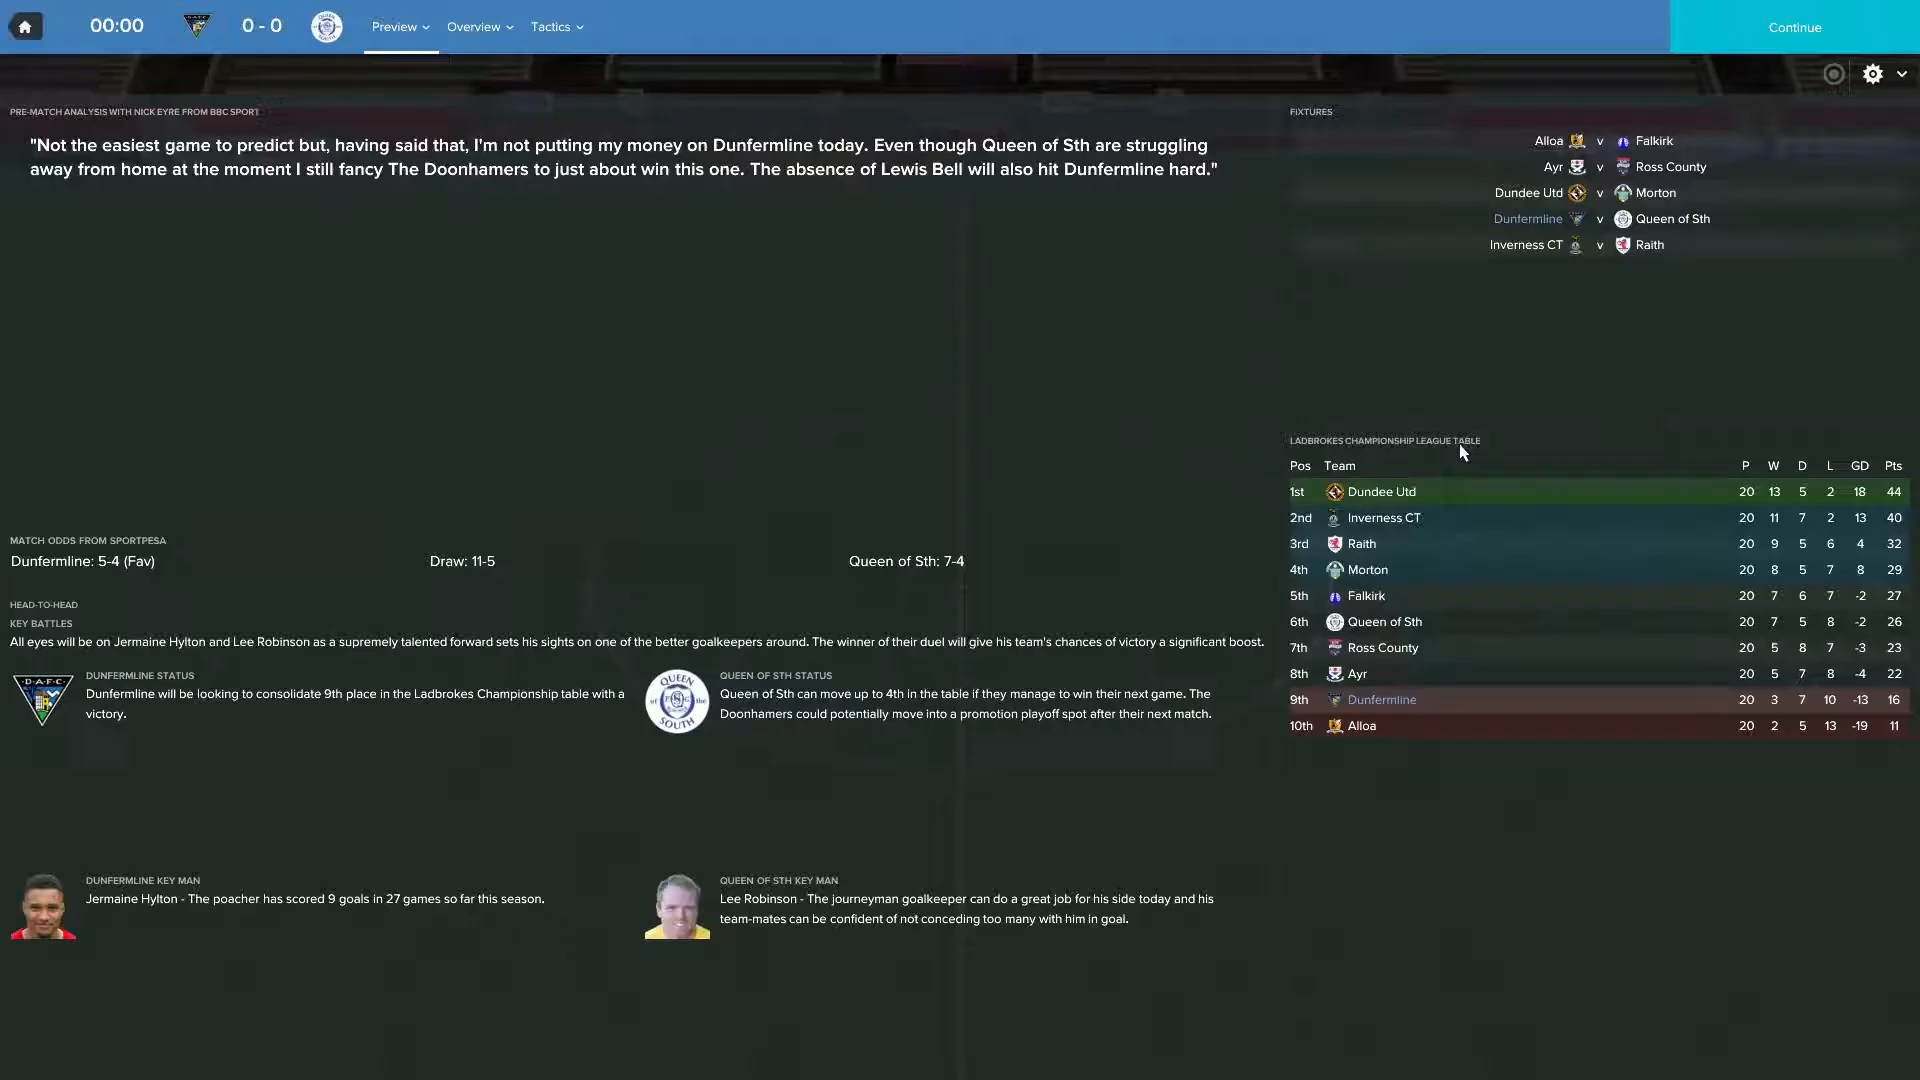 00:00
0 - 0
Preview
Overview
Tactics
Continue
PRE-MATCH ANALYSIS WITH NICK EYRE FROM BBC SPORT
"Not the easiest game to predict but, having said that, I'm not putting my money on Dunfermline today. Even though Queen of Sth are struggling
away from home at the moment I still fancy The Doonhamers to just about win this one. The absence of Lewis Bell will also hit Dunfermline hard."
FIXTURES
Alloa v Falkirk
Ayr v Ross County
Dundee Utd v Morton
Dunfermline v Queen of Sth
Inverness CT v Raith
LADBROKES CHAMPIONSHIP LEAGUE TABLE
Pos Team P W D L GD Pts
1st Dundee Utd 20 13 5 2 18 44
2nd Inverness CT 20 11 7 2 13 40
3rd Raith 20 9 5 6 4 32
4th Morton 20 8 5 7 8 29
5th Falkirk 20 7 6 7 -2 27
6th Queen of Sth 20 7 5 8 -2 26
7th Ross County 20 5 8 7 -3 23
8th Ayr 20 5 7 8 -4 22
9th Dunfermline 20 3 7 10 -13 16
10th Alloa 20 2 5 13 -19 11
MATCH ODDS FROM SPORTPESA
Dunfermline: 5-4 (Fav) Draw: 11-5 Queen of Sth: 7-4
HEAD-TO-HEAD
KEY BATTLES
All eyes will be on Jermaine Hylton and Lee Robinson as a supremely talented forward sets his sights on one of the better goalkeepers around. The winner of their duel will give his team's chances of victory a significant boost.
D.A.F.C.
DUNFERMLINE STATUS
Dunfermline will be looking to consolidate 9th place in the Ladbrokes Championship table with a
victory.
QUEEN
of the
SOUTH
QUEEN OF STH STATUS
Queen of Sth can move up to 4th in the table if they manage to win their next game. The
Doonhamers could potentially move into a promotion playoff spot after their next match.
DUNFERMLINE KEY MAN
Jermaine Hylton - The poacher has scored 9 goals in 27 games so far this season.
QUEEN OF STH KEY MAN
Lee Robinson - The journeyman goalkeeper can do a great job for his side today and his
team-mates can be confident of not conceding too many with him in goal.